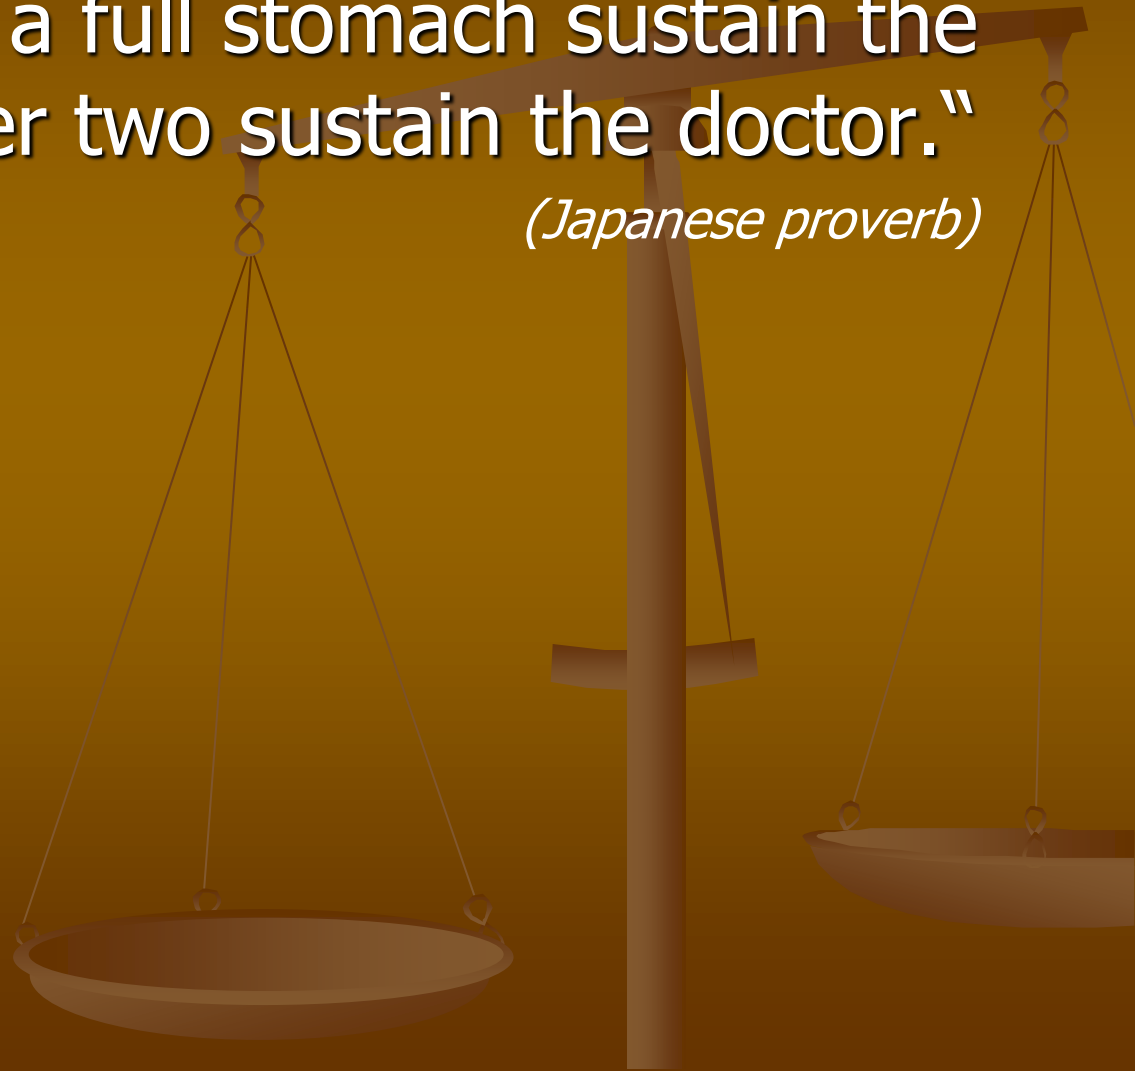 a full stomach sustain the
er two sustain the doctor.“
(Japanese proverb)